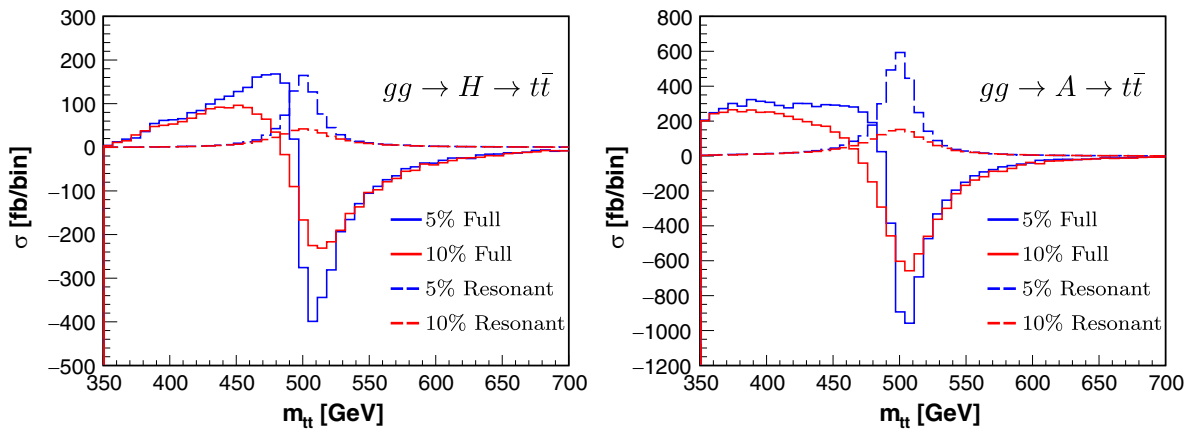 300
200
100
0
−100
−200
−300
−400
−500
σ [fb/bin]
gg → H → tt̄
5% Full
10% Full
5% Resonant
10% Resonant
350 400 450 500 550 600 650 700
m_tt [GeV]
800
600
400
200
0
−200
−400
−600
−800
−1000
−1200
σ [fb/bin]
gg → A → tt̄
5% Full
10% Full
5% Resonant
10% Resonant
350 400 450 500 550 600 650 700
m_tt [GeV]